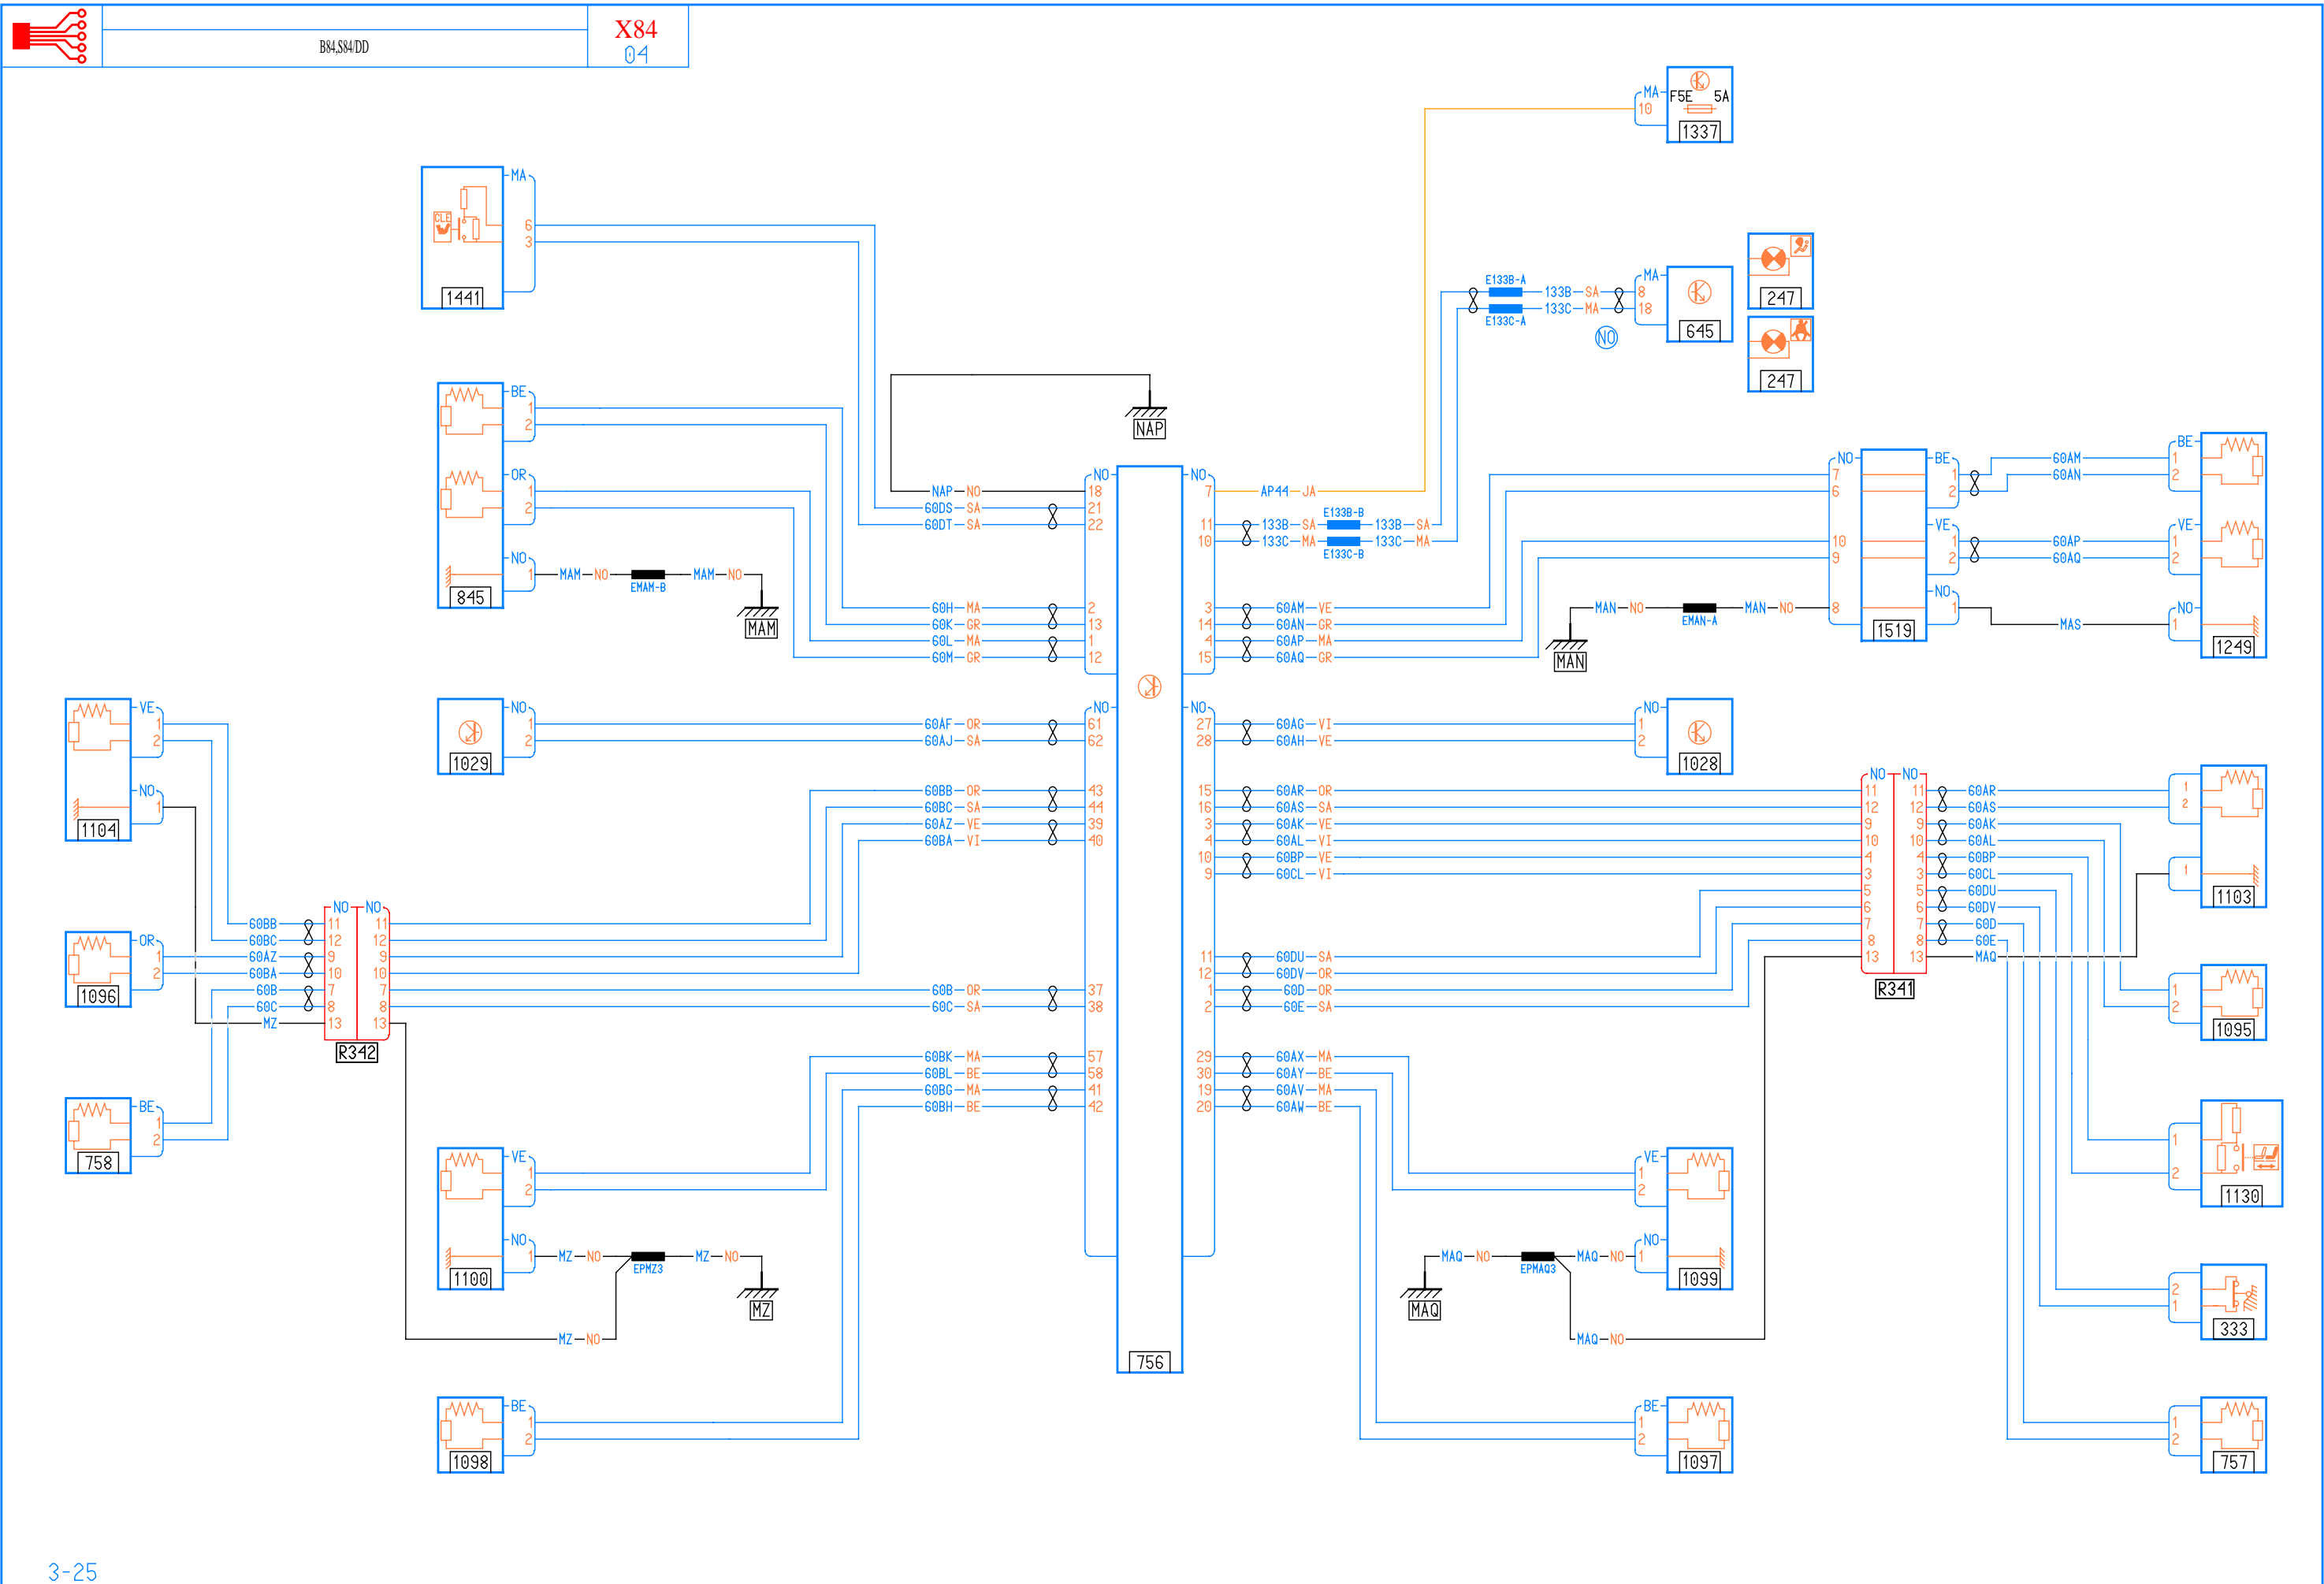 B84,S84/DD
X84
04
MA
10
F5E 5A
1337
MA
6
3
CLE
1441
E133B-A
133B SA
133C MA
E133C-A
NO
MA
8
18
645
247
247
BE
1
2
OR
1
2
NO
1
845
MAM NO
EMAM-B
MAM NO
MAM
NAP
NO
NAP NO 18
60DS SA 21
60DT SA 22
60H MA 2
60K GR 13
60L MA 1
60M GR 12
NO
7 AP44 JA
11 133B SA E133B-B 133B SA
10 133C MA E133C-B 133C MA
3 60AM VE
14 60AN GR
4 60AP MA
15 60AQ GR
NO
7
6
10
9
8
MAN NO
EMAN-A
MAN NO
MAN
1519
BE
1
2
VE
1
2
NO
1
60AM
60AN
60AP
60AQ
MAS
BE
1
2
VE
1
2
NO
1
1249
VE
1
2
NO
1
1104
NO
1
2
1029
NO
60AF OR 61
60AJ SA 62
60BB OR 43
60BC SA 44
60AZ VE 39
60BA VI 40
60B OR 37
60C SA 38
60BK MA 57
60BL BE 58
60BG MA 41
60BH BE 42
NO
27 60AG VI
28 60AH VE
15 60AR OR
16 60AS SA
3 60AK VE
4 60AL VI
10 60BP VE
9 60CL VI
11 60DU SA
12 60DV OR
1 60D OR
2 60E SA
29 60AX MA
30 60AY BE
19 60AV MA
20 60AW BE
756
NO
1
2
1028
NO NO
11 11 60AR
12 12 60AS
9 9 60AK
10 10 60AL
4 4 60BP
3 3 60CL
5 5 60DU
6 6 60DV
7 7 60D
8 8 60E
13 13 MAQ
R341
1
2
1
1103
1
2
1095
1
2
1130
2
1
333
1
2
757
OR
1
2
1096
BE
1
2
758
NO NO
60BB 11 11
60BC 12 12
60AZ 9 9
60BA 10 10
60B 7 7
60C 8 8
MZ 13 13
R342
VE
1
2
NO
1
1100
MZ NO
EPMZ3
MZ NO
MZ
MZ NO
BE
1
2
1098
VE
1
2
NO
1
1099
MAQ NO
EPMAQ3
MAQ NO
MAQ
MAQ NO
BE
1
2
1097
3-25